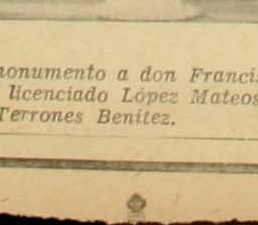 monumento a don Francis
licenciado López Mateos
Terrones Benítez.